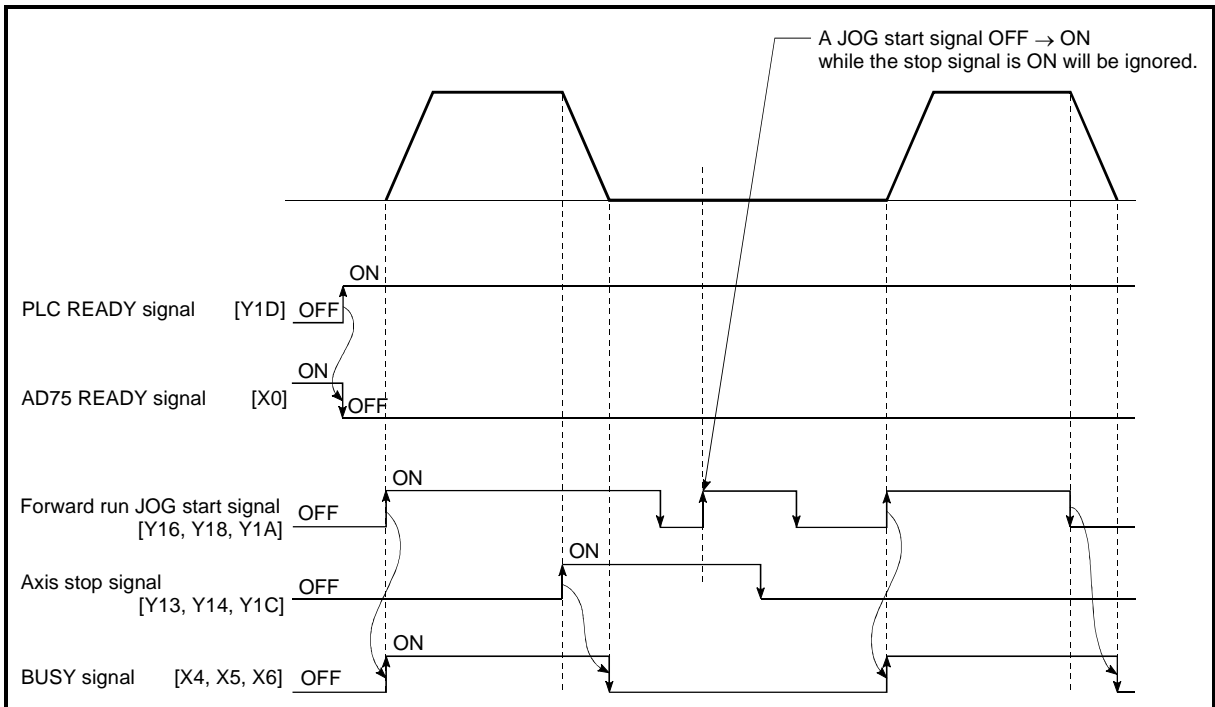 A JOG start signal OFF → ON
while the stop signal is ON will be ignored.
ON
PLC READY signal [Y1D] OFF
ON
AD75 READY signal [X0] OFF
ON
Forward run JOG start signal OFF
[Y16, Y18, Y1A]
ON
Axis stop signal OFF
[Y13, Y14, Y1C]
ON
BUSY signal [X4, X5, X6] OFF